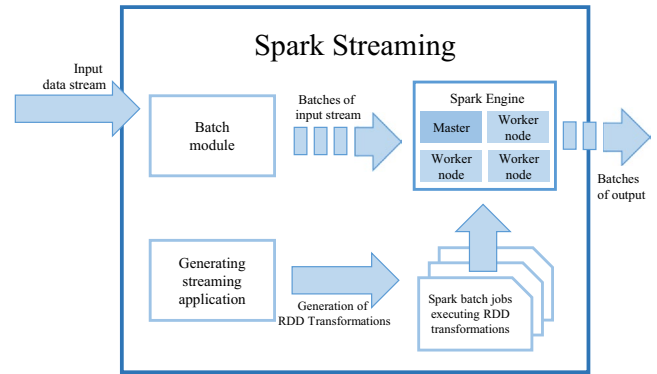 Spark Streaming
Input
data stream
Batch
module
Batches of
input stream
Spark Engine
Master
Worker
node
Worker
node
Worker
node
Batches
of output
Generating
streaming
application
Generation of
RDD Transformations
Spark batch jobs
executing RDD
transformations